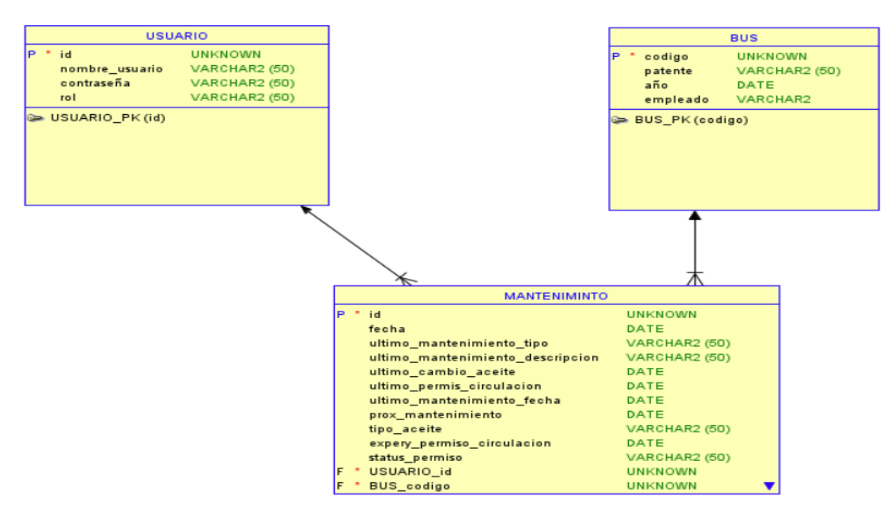 USUARIO
P * id UNKNOWN
nombre_usuario VARCHAR2 (50)
contraseña VARCHAR2 (50)
rol VARCHAR2 (50)
USUARIO_PK (id)
BUS
P * codigo UNKNOWN
patente VARCHAR2 (50)
año DATE
empleado VARCHAR2
BUS_PK (codigo)
MANTENIMINTO
P * id UNKNOWN
fecha DATE
ultimo_mantenimiento_tipo VARCHAR2 (50)
ultimo_mantenimiento_descripcion VARCHAR2 (50)
ultimo_cambio_aceite DATE
ultimo_permis_circulacion DATE
ultimo_mantenimiento_fecha DATE
prox_mantenimiento DATE
tipo_aceite VARCHAR2 (50)
expery_permiso_circulacion DATE
status_permiso VARCHAR2 (50)
F * USUARIO_id UNKNOWN
F * BUS_codigo UNKNOWN